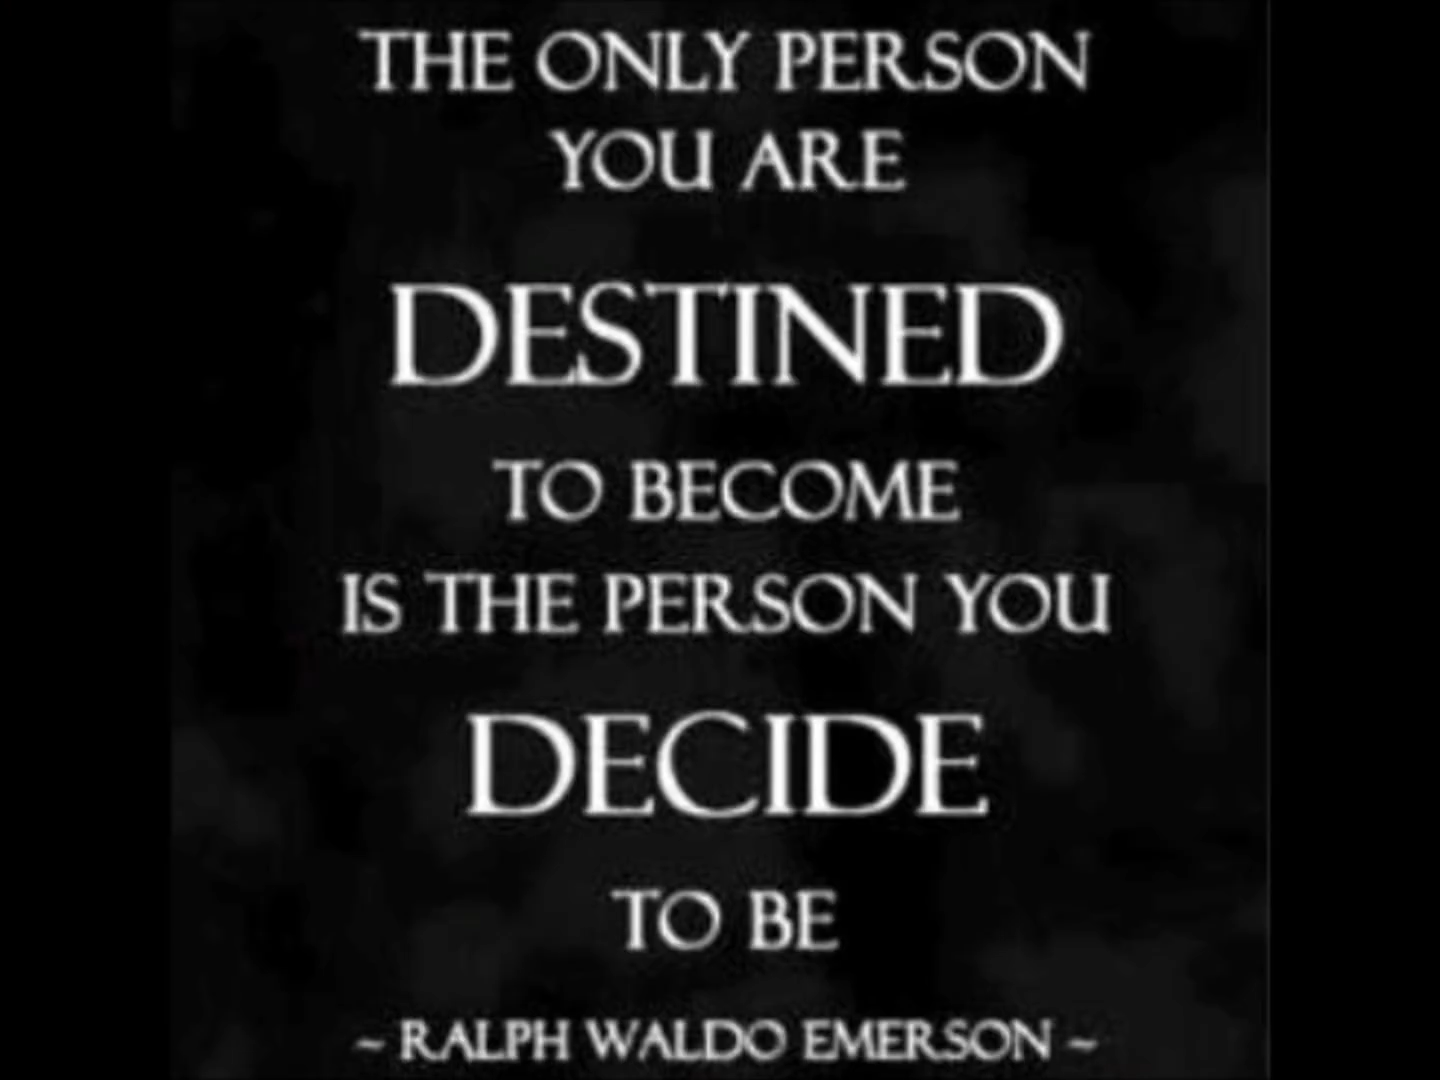 THE ONLY PERSON
YOU ARE
DESTINED
TO BECOME
IS THE PERSON YOU
DECIDE
TO BE
~ RALPH WALDO EMERSON ~